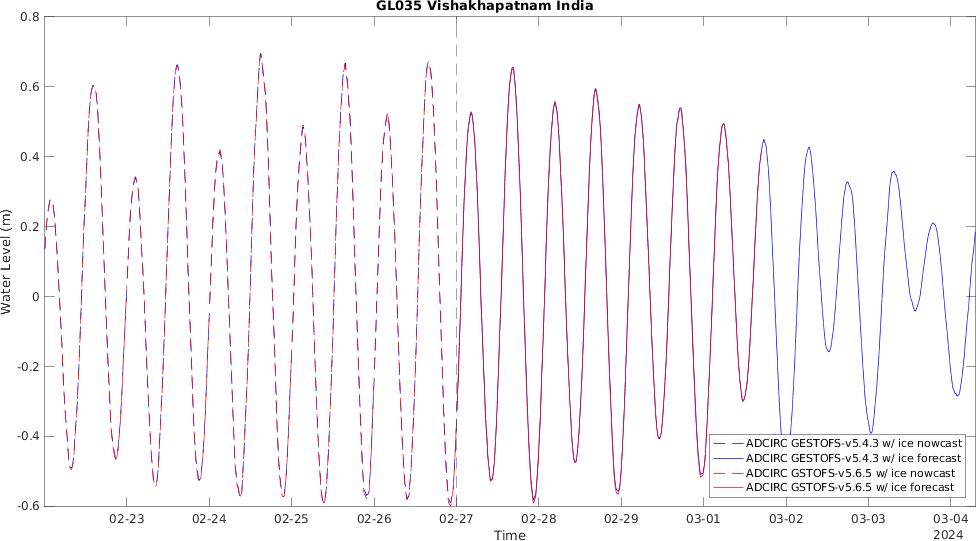 GL035 Vishakhapatnam India
0.8
0.6
0.4
0.2
0
-0.2
-0.4
-0.6
Water Level (m)
ADCIRC GESTOFS-v5.4.3 w/ ice nowcast
ADCIRC GESTOFS-v5.4.3 w/ ice forecast
ADCIRC GSTOFS-v5.6.5 w/ ice nowcast
ADCIRC GSTOFS-v5.6.5 w/ ice forecast
02-23 02-24 02-25 02-26 02-27 02-28 02-29 03-01 03-02 03-03 03-04
Time 2024